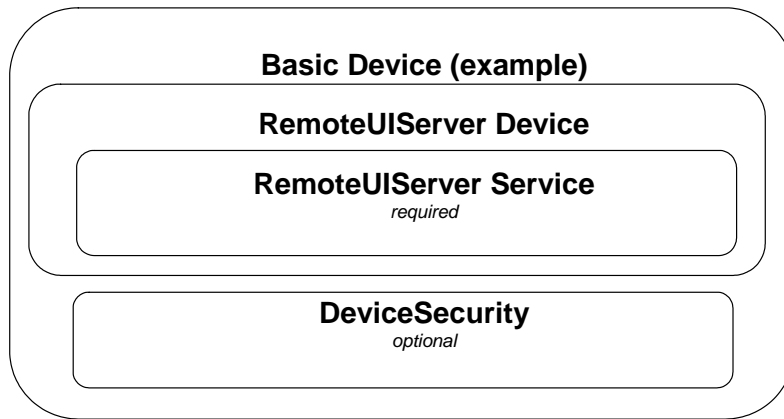 Basic Device (example)
RemoteUIServer Device
RemoteUIServer Service
required
DeviceSecurity
optional